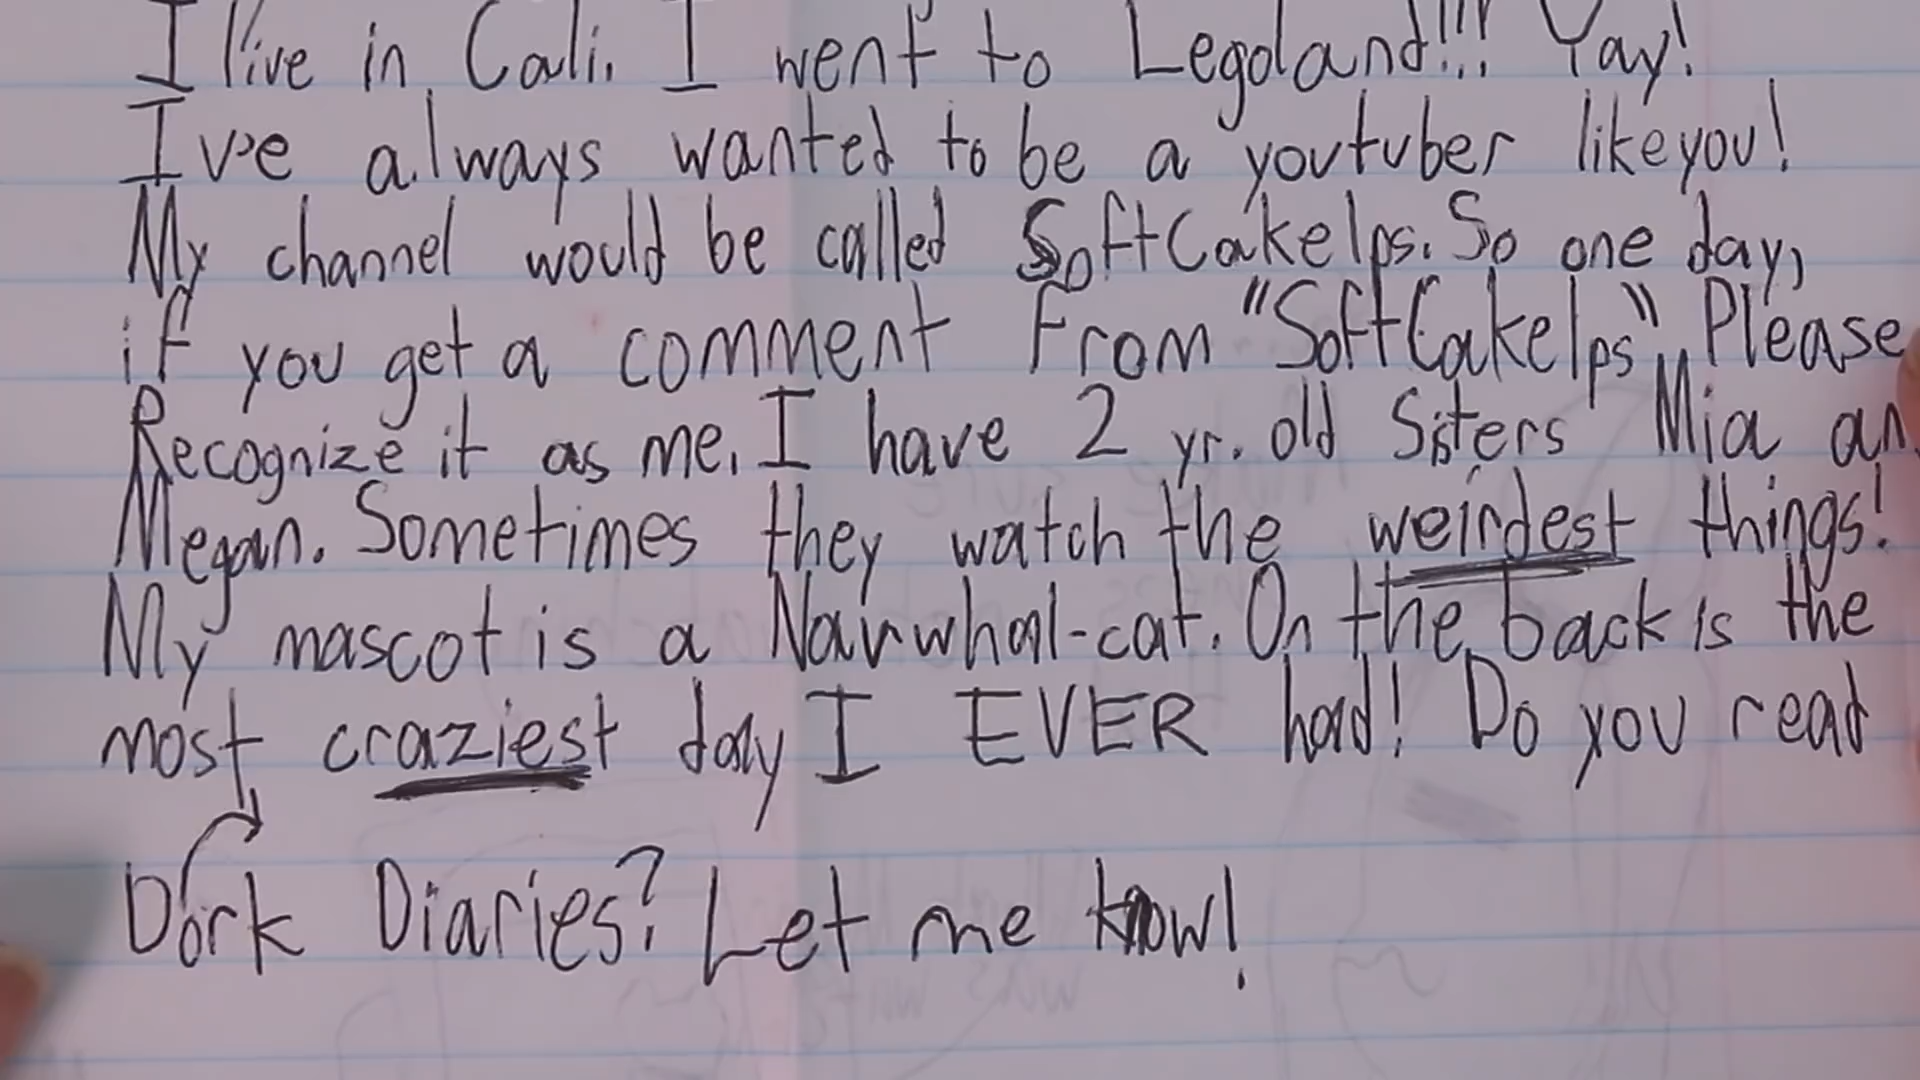 I live in Cali. I went to Legoland!!! Yay!
I've always wanted to be a youtuber like you!
My channel would be called SoftCakelps. So one day,
if you get a comment From "SoftCakelps" Please
Recognize it as me. I have 2 yr. old Sisters Mia an
Megan. Sometimes they watch the weirdest things!
My mascot is a Narwhal-cat. On the back is the
most craziest day I EVER had! Do you read
Dork Diaries? Let me know!